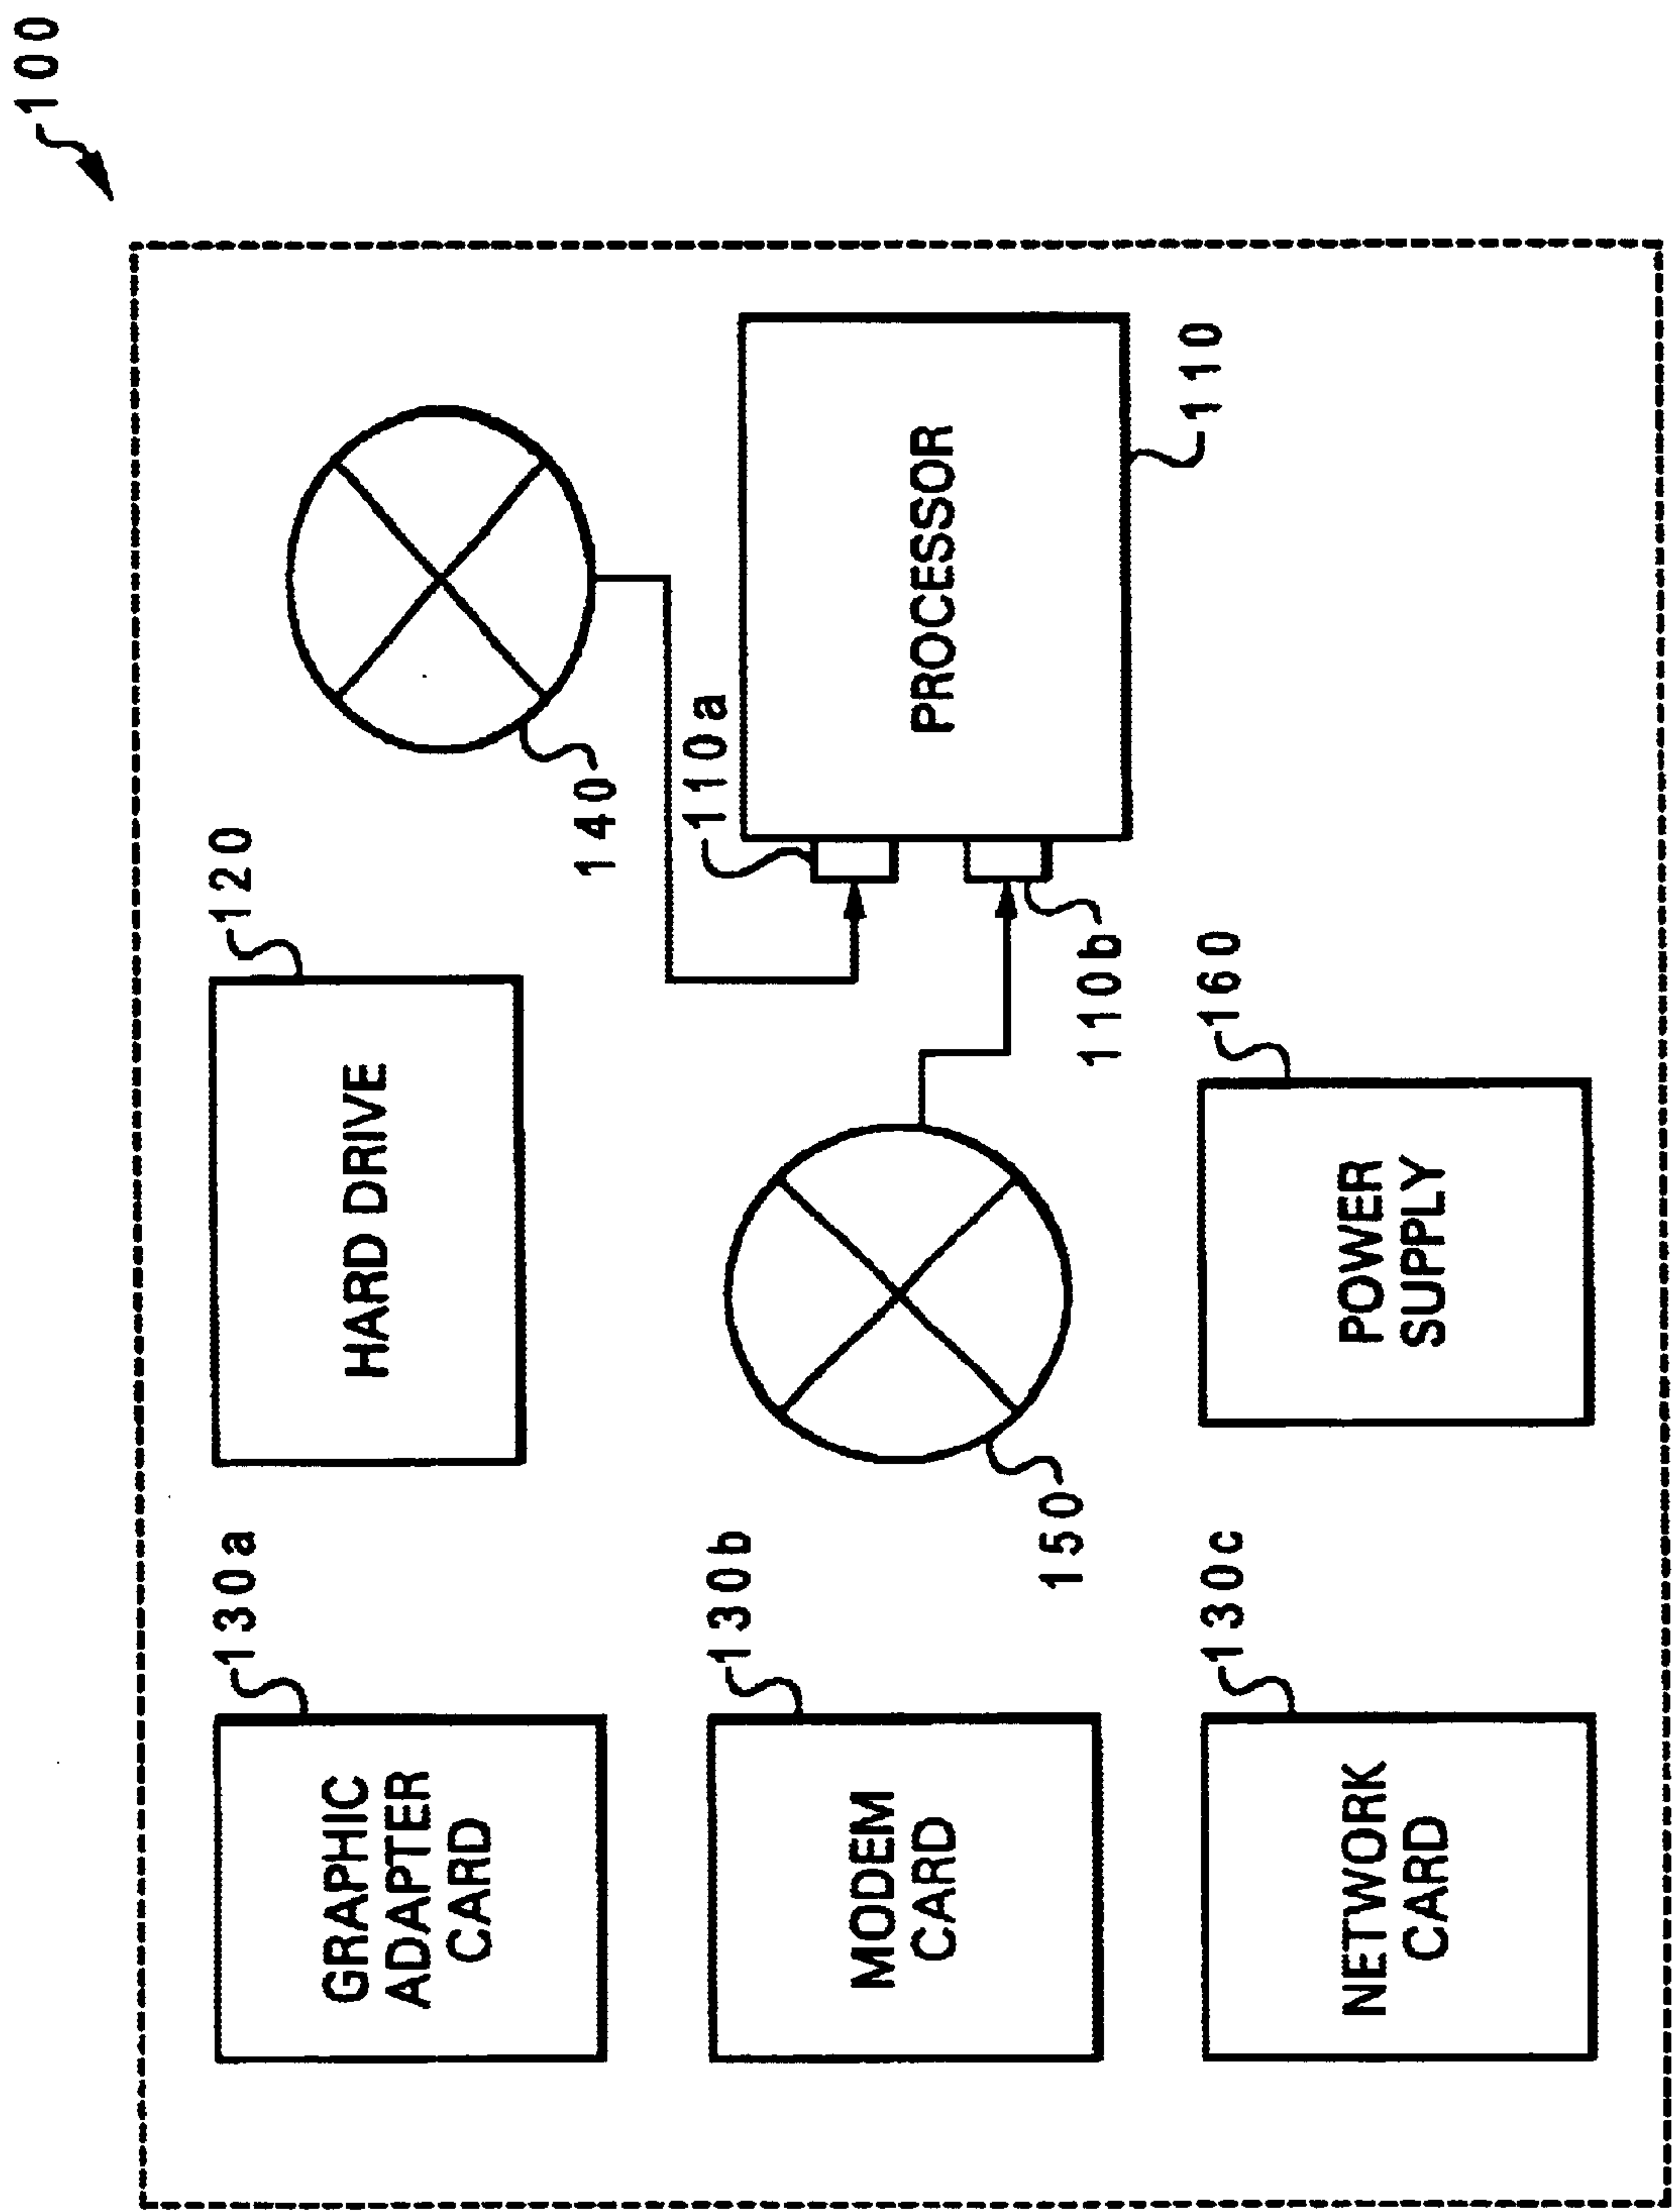 100
130a
GRAPHIC
ADAPTER
CARD
120
HARD DRIVE
140
130b
MODEM
CARD
150
110a
110b
PROCESSOR
110
130c
NETWORK
CARD
160
POWER
SUPPLY